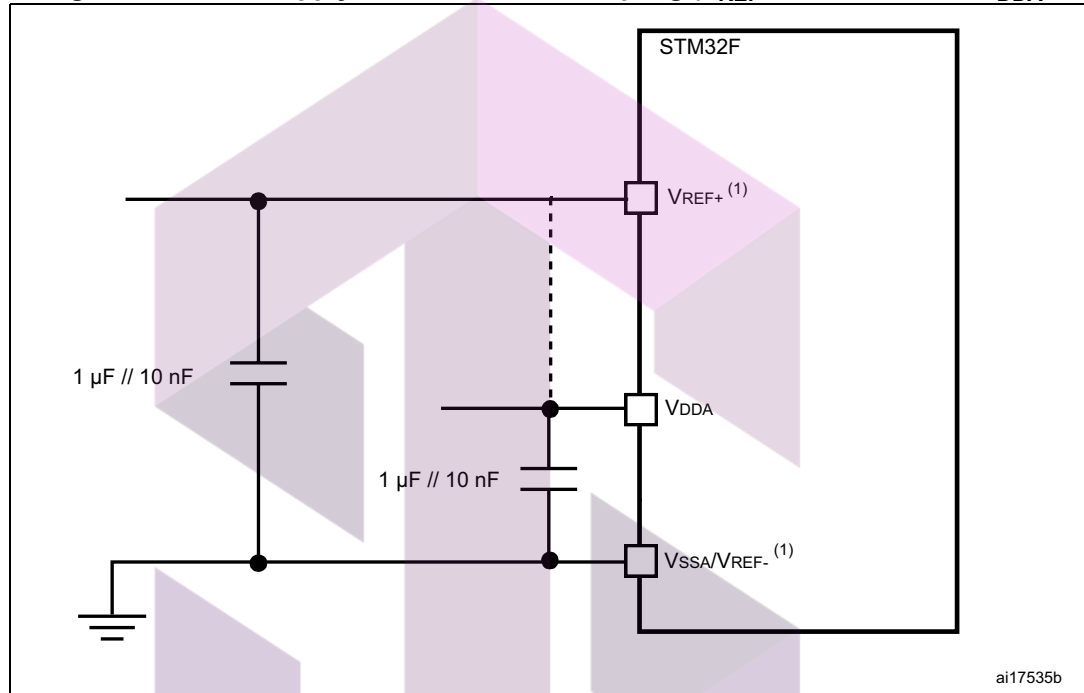 STM32F
VREF+ (1)
1 µF // 10 nF
VDDA
1 µF // 10 nF
VSSA/VREF- (1)
ai17535b